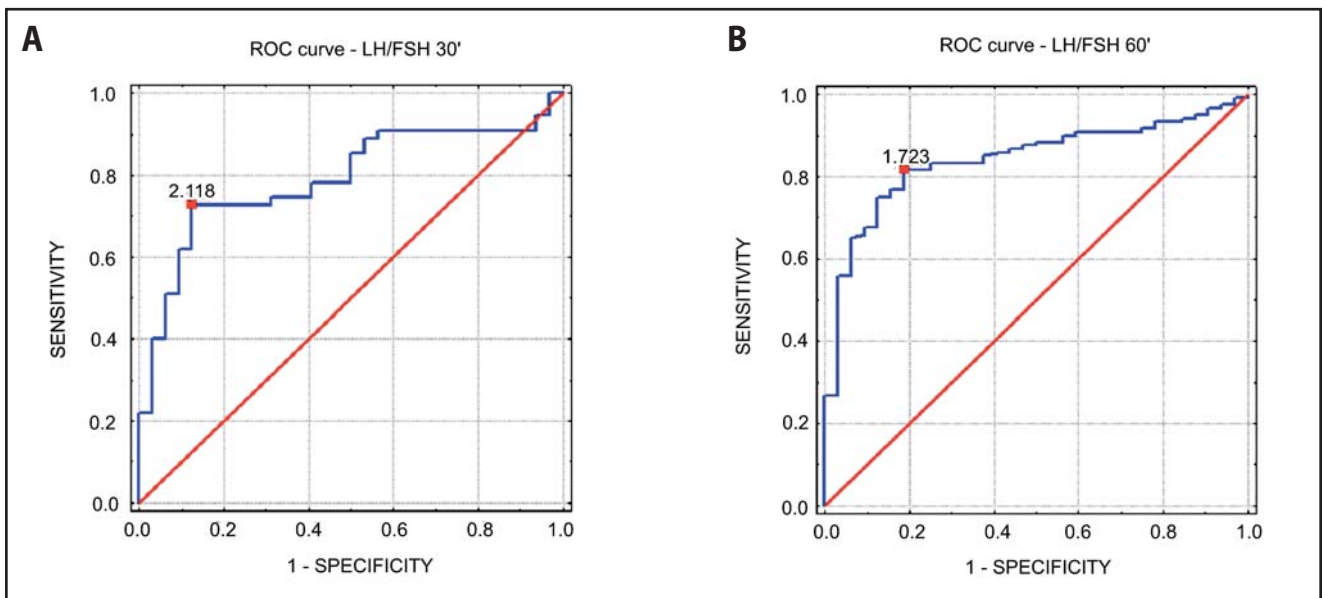 A
ROC curve - LH/FSH 30'
1.0
0.8
0.6
0.4
0.2
0.0
SENSITIVITY
2.118
0.0 0.2 0.4 0.6 0.8 1.0
1 - SPECIFICITY
B
ROC curve - LH/FSH 60'
1.0
0.8
0.6
0.4
0.2
0.0
SENSITIVITY
1.723
0.0 0.2 0.4 0.6 0.8 1.0
1 - SPECIFICITY